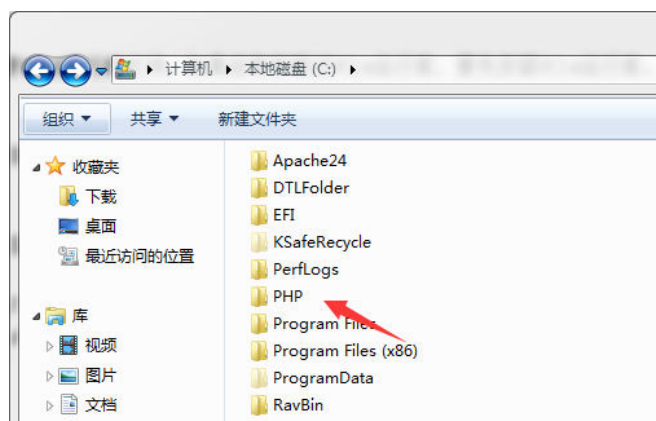 计算机 本地磁盘 (C:)
组织 共享 新建文件夹
收藏夹
下载
桌面
最近访问的位置
库
视频
图片
文档
Apache24
DTLFolder
EFI
KSafeRecycle
PerfLogs
PHP
Program Files
Program Files (x86)
ProgramData
RavBin